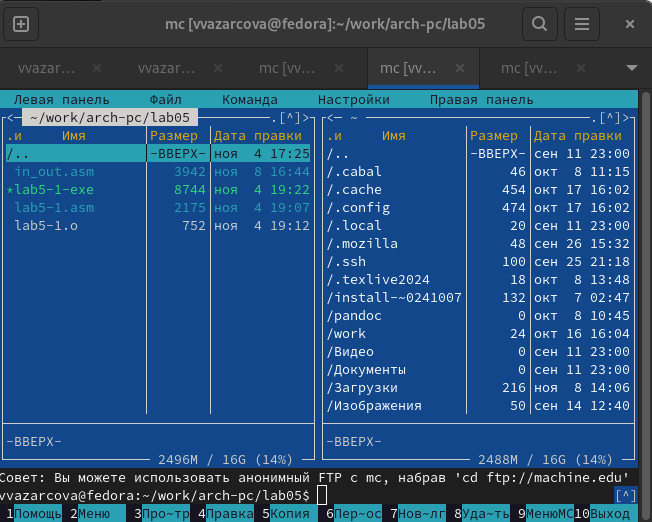 mc [vvazarcova@fedora]:~/work/arch-pc/lab05
vvazar… × vvazar… × mc [vv… × mc [vv… × mc [vv… ×
Левая панель Файл Команда Настройки Правая панель
<─ ~/work/arch-pc/lab05 .[^]> <─ ~ .[^]>
.и Имя Размер Дата правки .и Имя Размер Дата правки
/.. -ВВЕРХ- ноя 4 17:25 /.. -ВВЕРХ- сен 11 23:00
in_out.asm 3942 ноя 8 16:44 /.cabal 46 окт 8 11:15
*lab5-1-exe 8744 ноя 4 19:22 /.cache 454 окт 17 16:02
lab5-1.asm 2175 ноя 4 19:07 /.config 474 окт 17 16:02
lab5-1.o 752 ноя 4 19:12 /.local 20 сен 11 23:00
/.mozilla 48 сен 26 15:32
/.ssh 100 сен 25 21:18
/.texlive2024 18 окт 8 13:48
/install-~0241007 132 окт 7 02:47
/pandoc 0 окт 8 10:45
/work 24 окт 16 16:04
/Видео 0 сен 11 23:00
/Документы 0 сен 11 23:00
/Загрузки 216 ноя 8 14:06
/Изображения 50 сен 14 12:40
-ВВЕРХ- -ВВЕРХ-
2496M / 16G (14%) 2488M / 16G (14%)
Совет: Вы можете использовать анонимный FTP с mc, набрав 'cd ftp://machine.edu'
vvazarcova@fedora:~/work/arch-pc/lab05$ [^]
1Помощь 2Меню 3Про~тр 4Правка 5Копия 6Пер~ос 7Нов~лг 8Уда~ть 9МенюMC 10Выход